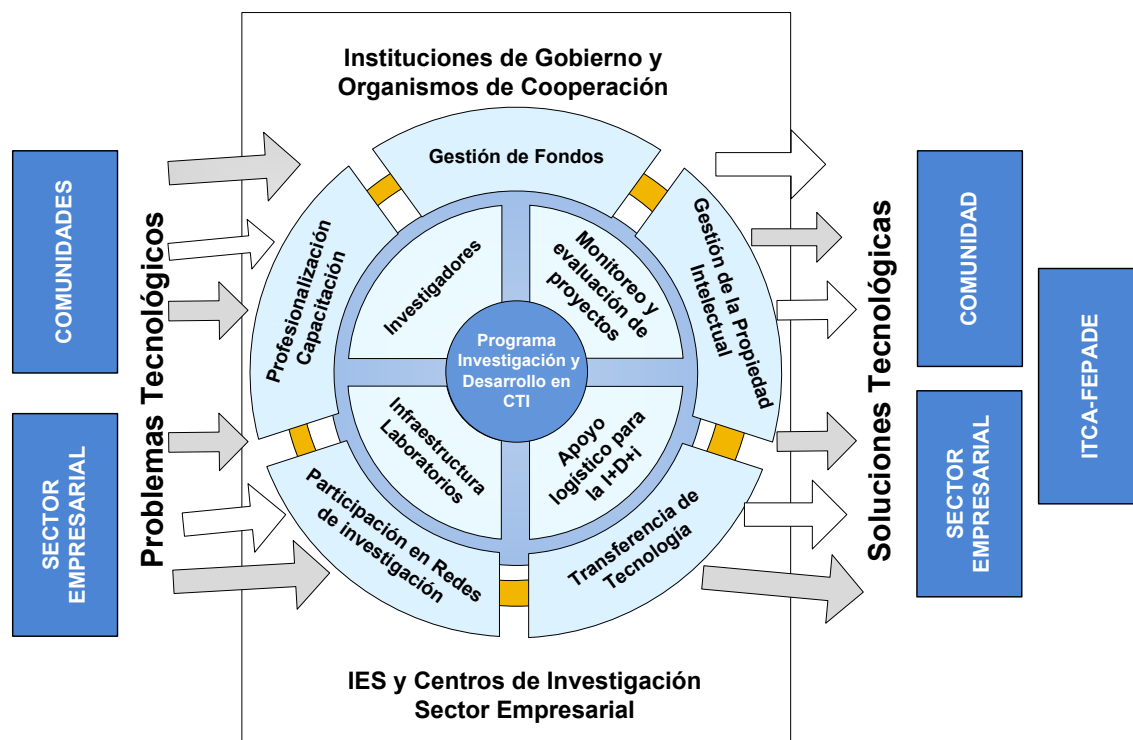 Instituciones de Gobierno y
Organismos de Cooperación
COMUNIDADES
SECTOR
EMPRESARIAL
Problemas Tecnológicos
Gestión de Fondos
Profesionalización
Capacitación
Gestión de la Propiedad
Intelectual
Participación en Redes
de investigación
Transferencia de
Tecnología
Investigadores
Monitoreo y
evaluación de
proyectos
Infraestructura
Laboratorios
Apoyo
logístico para
la I+D+i
Programa
Investigación y
Desarrollo en
CTI
Soluciones Tecnológicas
COMUNIDAD
SECTOR
EMPRESARIAL
ITCA-FEPADE
IES y Centros de Investigación
Sector Empresarial